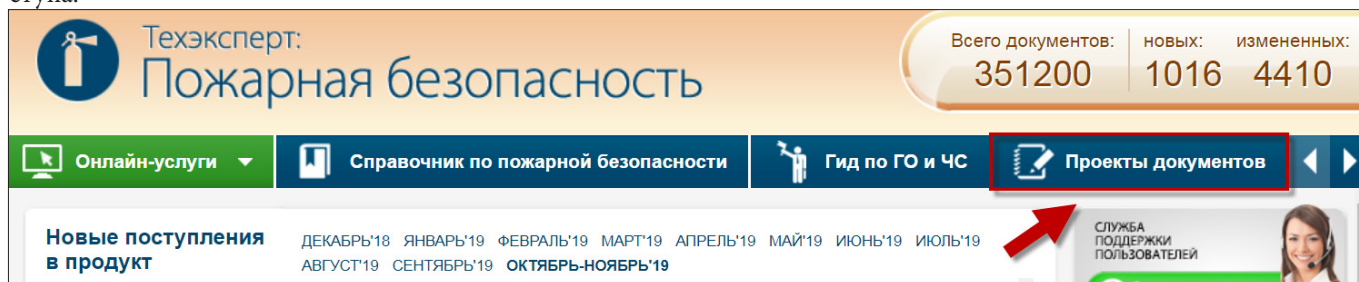 Техэксперт:
Пожарная безопасность
Всего документов: новых: измененных:
351200 1016 4410
Онлайн-услуги Справочник по пожарной безопасности Гид по ГО и ЧС Проекты документов
Новые поступления
в продукт
ДЕКАБРЬ'18 ЯНВАРЬ'19 ФЕВРАЛЬ'19 МАРТ'19 АПРЕЛЬ'19 МАЙ'19 ИЮНЬ'19 ИЮЛЬ'19
АВГУСТ'19 СЕНТЯБРЬ'19 ОКТЯБРЬ-НОЯБРЬ'19
СЛУЖБА
ПОДДЕРЖКИ
ПОЛЬЗОВАТЕЛЕЙ